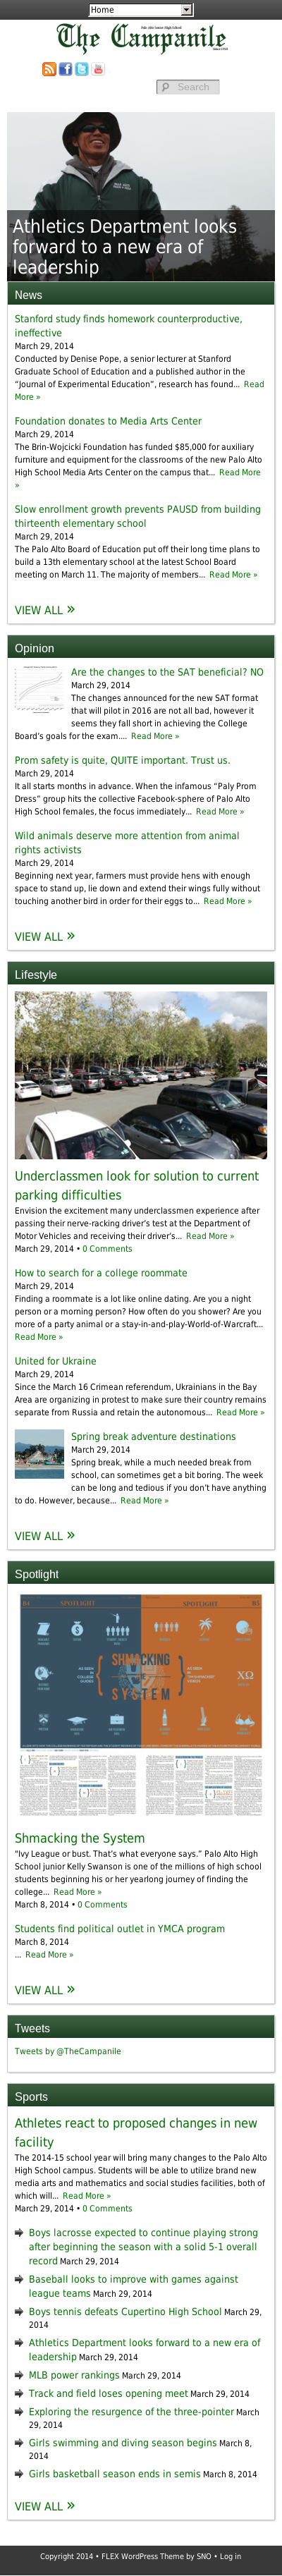 Home
The Campanile
Search
Athletics Department looks
forward to a new era of
leadership
News
Stanford study finds homework counterproductive,
ineffective
March 29, 2014
Conducted by Denise Pope, a senior lecturer at Stanford
Graduate School of Education and a published author in the
"Journal of Experimental Education", research has found... Read
More »
Foundation donates to Media Arts Center
March 29, 2014
The Brin-Wojcicki Foundation has funded $85,000 for auxiliary
furniture and equipment for the classrooms of the new Palo Alto
High School Media Arts Center on the campus that... Read More
»
Slow enrollment growth prevents PAUSD from building
thirteenth elementary school
March 29, 2014
The Palo Alto Board of Education put off their long time plans to
build a 13th elementary school at the latest School Board
meeting on March 11. The majority of members... Read More »
VIEW ALL »
Opinion
Are the changes to the SAT beneficial? NO
March 29, 2014
The changes announced for the new SAT format
that will pilot in 2016 are not all bad, however it
seems they fall short in achieving the College
Board's goals for the exam.... Read More »
Prom safety is quite, QUITE important. Trust us.
March 29, 2014
It all starts months in advance. When the infamous "Paly Prom
Dress" group hits the collective Facebook-sphere of Palo Alto
High School females, the focus immediately... Read More »
Wild animals deserve more attention from animal
rights activists
March 29, 2014
Beginning next year, farmers must provide hens with enough
space to stand up, lie down and extend their wings fully without
touching another bird in order for their eggs to... Read More »
VIEW ALL »
Lifestyle
Underclassmen look for solution to current
parking difficulties
Envision the excitement many underclassmen experience after
passing their nerve-racking driver's test at the Department of
Motor Vehicles and receiving their driver's... Read More »
March 29, 2014 • 0 Comments
How to search for a college roommate
March 29, 2014
Finding a roommate is a lot like online dating. Are you a night
person or a morning person? How often do you shower? Are you
more of a party animal or a stay-in-and-play-World-of-Warcraft...
Read More »
United for Ukraine
March 29, 2014
Since the March 16 Crimean referendum, Ukrainians in the Bay
Area are organizing in protest to make sure their country remains
separate from Russia and retain the autonomous... Read More »
Spring break adventure destinations
March 29, 2014
Spring break, while a much needed break from
school, can sometimes get a bit boring. The week
can be long and tedious if you don't have anything
to do. However, because... Read More »
VIEW ALL »
Spotlight
B4 SPOTLIGHT SPOTLIGHT B5
SHMACKING
SYSTEM
Shmacking the System
"Ivy League or bust. That's what everyone says." Palo Alto High
School junior Kelly Swanson is one of the millions of high school
students beginning his or her yearlong journey of finding the
college... Read More »
March 8, 2014 • 0 Comments
Students find political outlet in YMCA program
March 8, 2014
... Read More »
VIEW ALL »
Tweets
Tweets by @TheCampanile
Sports
Athletes react to proposed changes in new
facility
The 2014-15 school year will bring many changes to the Palo Alto
High School campus. Students will be able to utilize brand new
media arts and mathematics and social studies facilities, both of
which will... Read More »
March 29, 2014 • 0 Comments
Boys lacrosse expected to continue playing strong
after beginning the season with a solid 5-1 overall
record March 29, 2014
Baseball looks to improve with games against
league teams March 29, 2014
Boys tennis defeats Cupertino High School March 29,
2014
Athletics Department looks forward to a new era of
leadership March 29, 2014
MLB power rankings March 29, 2014
Track and field loses opening meet March 29, 2014
Exploring the resurgence of the three-pointer March
29, 2014
Girls swimming and diving season begins March 8,
2014
Girls basketball season ends in semis March 8, 2014
VIEW ALL »
Copyright 2014 • FLEX WordPress Theme by SNO • Log in